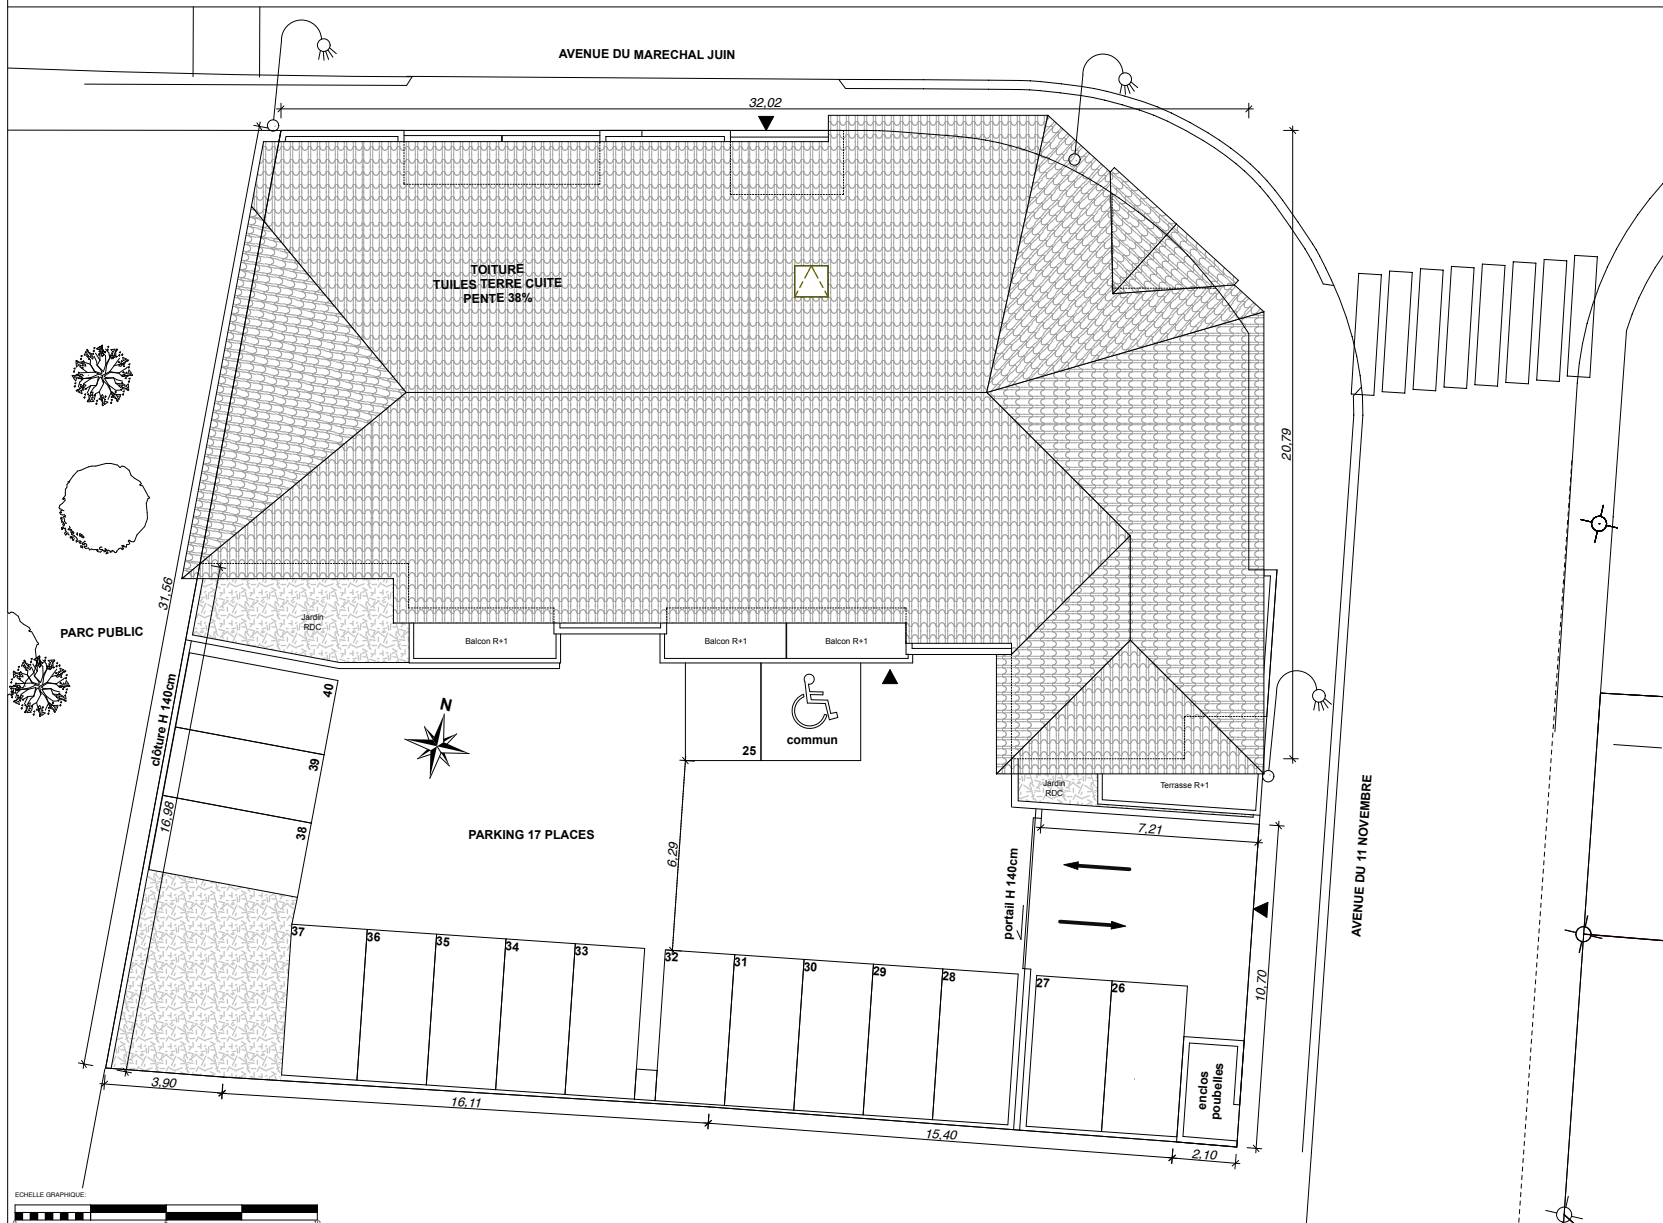 AVENUE DU MARECHAL JUIN
32,02
TOITURE
TUILES TERRE CUITE
PENTE 38%
20,79
31,56
PARC PUBLIC
Jardin
RDC
Balcon R+1
Balcon R+1
Balcon R+1
clôture H 140cm
40
39
38
16,98
N
25
commun
Jardin
RDC
Terrasse R+1
PARKING 17 PLACES
6,29
7,21
portail H 140cm
AVENUE DU 11 NOVEMBRE
37
36
35
34
33
32
31
30
29
28
27
26
10,70
enclos
poubelles
3,90
16,11
15,40
2,10
ECHELLE GRAPHIQUE: